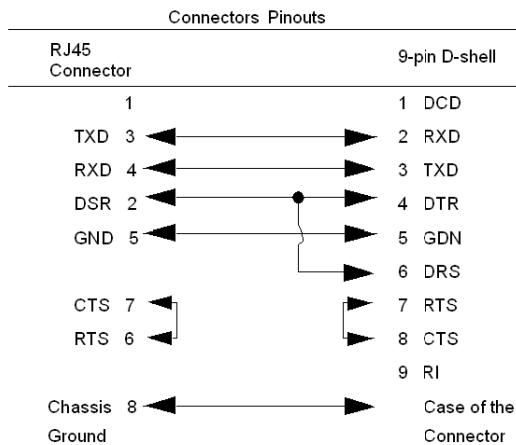 Connectors Pinouts
RJ45 Connector
9-pin D-shell
1 1 DCD
TXD 3 2 RXD
RXD 4 3 TXD
DSR 2 4 DTR
GND 5 5 GDN
6 DRS
CTS 7 7 RTS
RTS 6 8 CTS
9 RI
Chassis 8 Case of the
Ground Connector